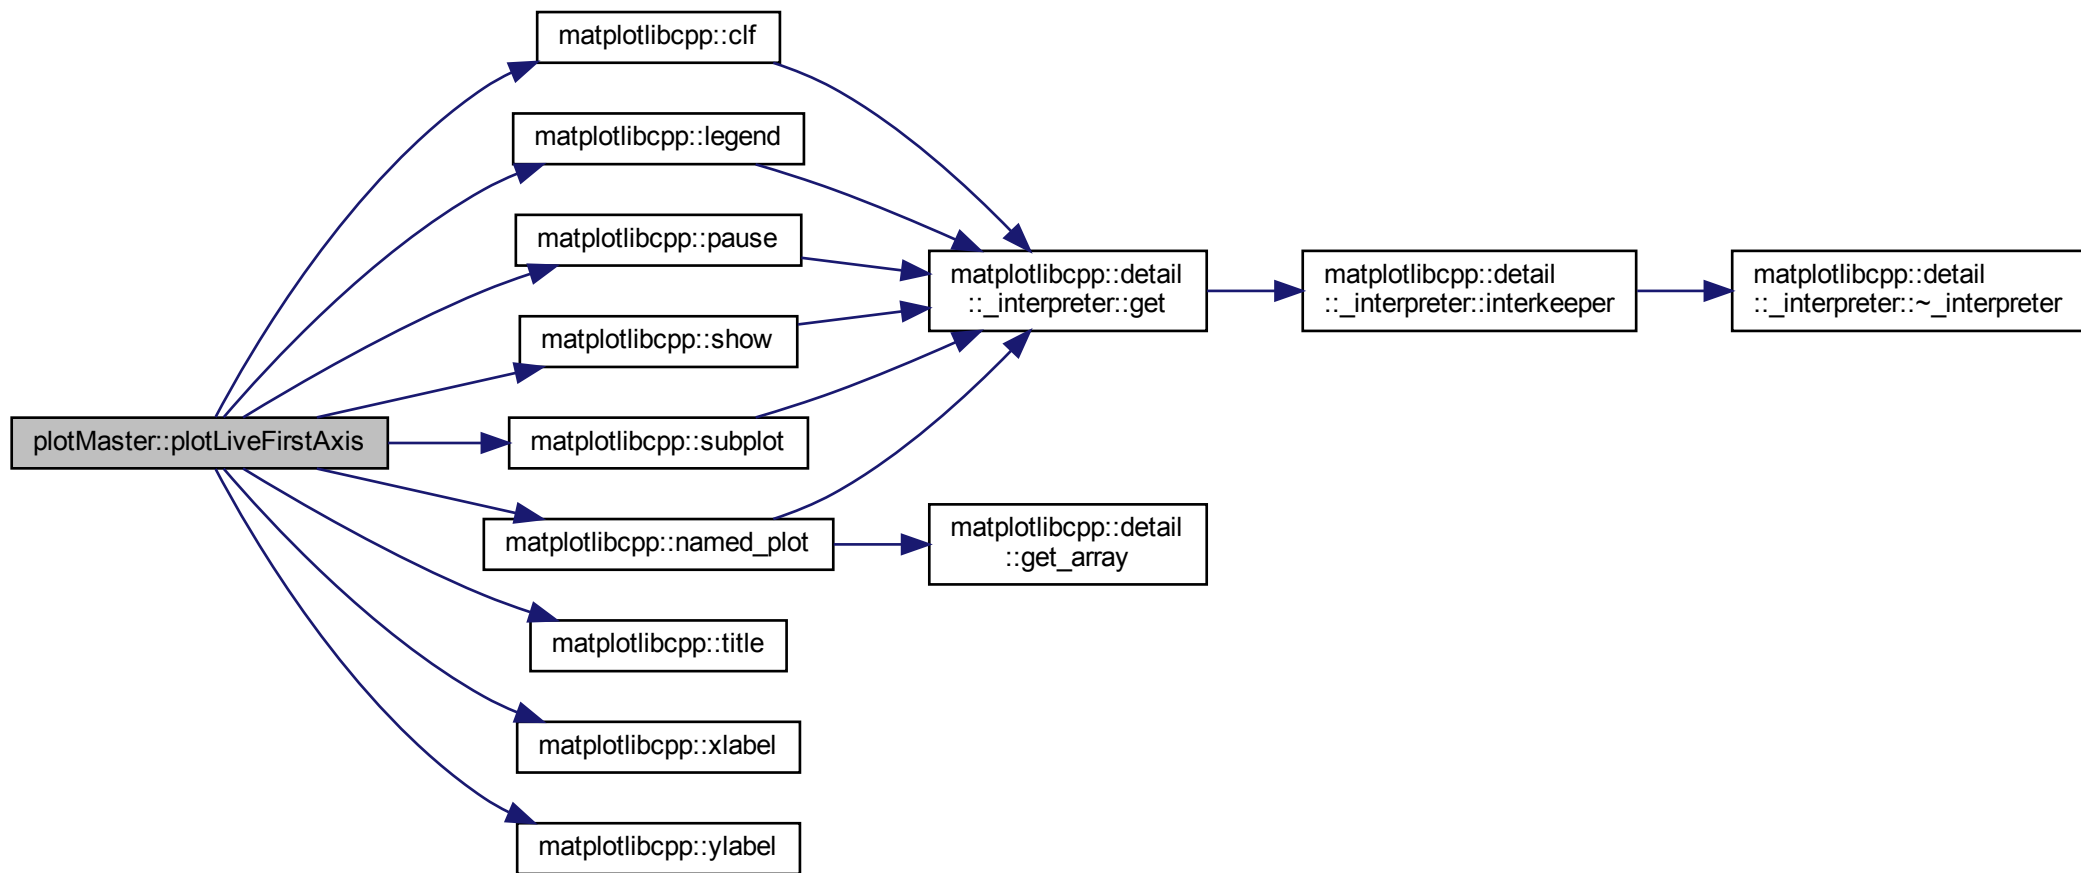 plotMaster::plotLiveFirstAxis
matplotlibcpp::clf
matplotlibcpp::legend
matplotlibcpp::pause
matplotlibcpp::show
matplotlibcpp::subplot
matplotlibcpp::named_plot
matplotlibcpp::title
matplotlibcpp::xlabel
matplotlibcpp::ylabel
matplotlibcpp::detail
::_interpreter::get
matplotlibcpp::detail
::get_array
matplotlibcpp::detail
::_interpreter::interkeeper
matplotlibcpp::detail
::_interpreter::~_interpreter